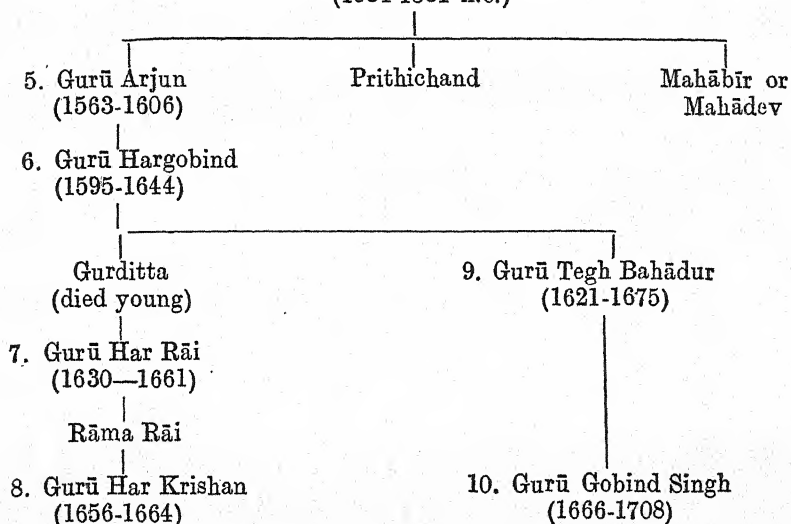 5. Gurū Arjun Prithichand Mahābīr or
(1563-1606) Mahādev
6. Gurū Hargobind
(1595-1644)
Gurditta 9. Gurū Tegh Bahādur
(died young) (1621-1675)
7. Gurū Har Rāi
(1630—1661)
Rāma Rāi
8. Gurū Har Krishan 10. Gurū Gobind Singh
(1656-1664) (1666-1708)